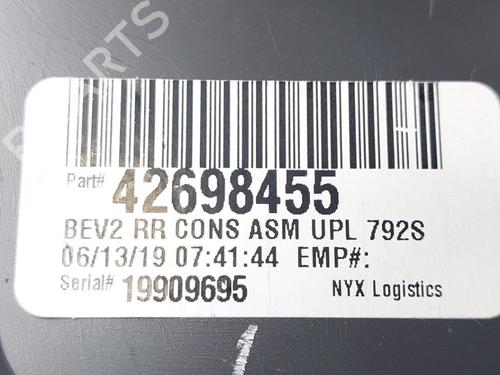 PARTS
Part# 42698455
BEV2 RR CONS ASM UPL 792S
06/13/19 07:41:44 EMP#:
Serial# 19909695 NYX Logistics